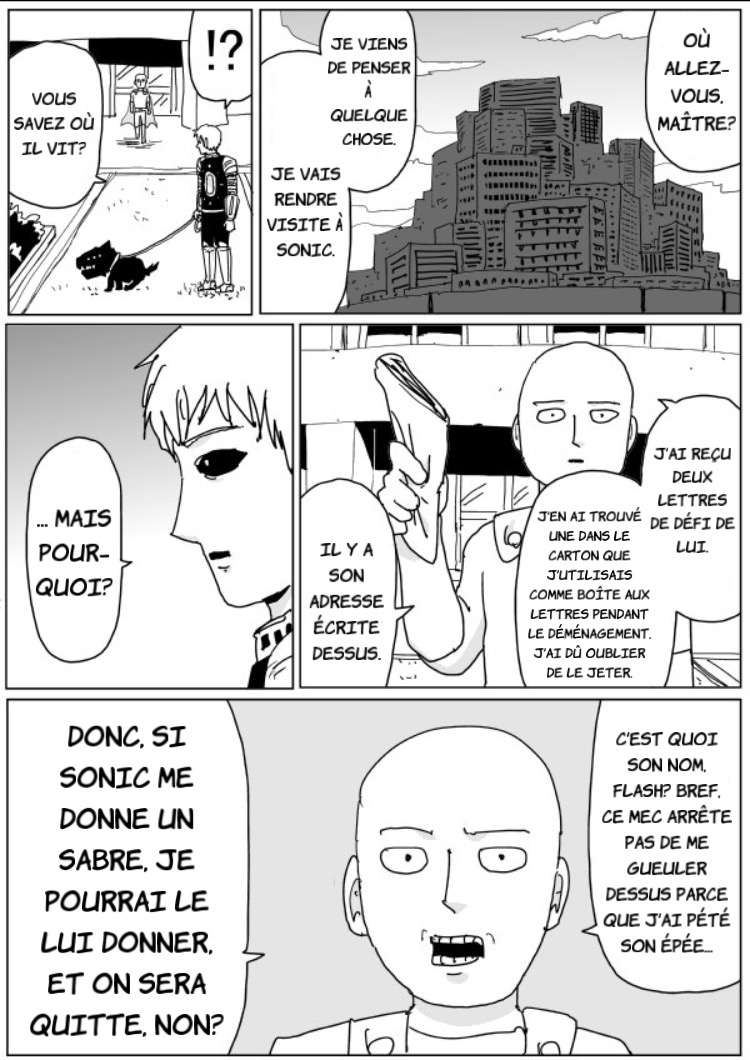 OÙ
ALLEZ-
VOUS,
MAÎTRE?
JE VIENS
DE PENSER
À
QUELQUE
CHOSE.
JE VAIS
RENDRE
VISITE À
SONIC.
!?
VOUS
SAVEZ OÙ
IL VIT?
J'AI REÇU
DEUX
LETTRES
DE DÉFI DE
LUI.
J'EN AI TROUVÉ
UNE DANS LE
CARTON QUE
J'UTILISAIS
COMME BOÎTE AUX
LETTRES PENDANT
LE DÉMÉNAGEMENT.
J'AI DÛ OUBLIER
DE LE JETER.
IL Y A
SON
ADRESSE
ÉCRITE
DESSUS.
... MAIS
POUR-
QUOI?
C'EST QUOI
SON NOM,
FLASH? BREF,
CE MEC ARRÊTE
PAS DE ME
GUEULER
DESSUS PARCE
QUE J'AI PÉTÉ
SON ÉPÉE...
DONC, SI
SONIC ME
DONNE UN
SABRE, JE
POURRAI LE
LUI DONNER,
ET ON SERA
QUITTE, NON?